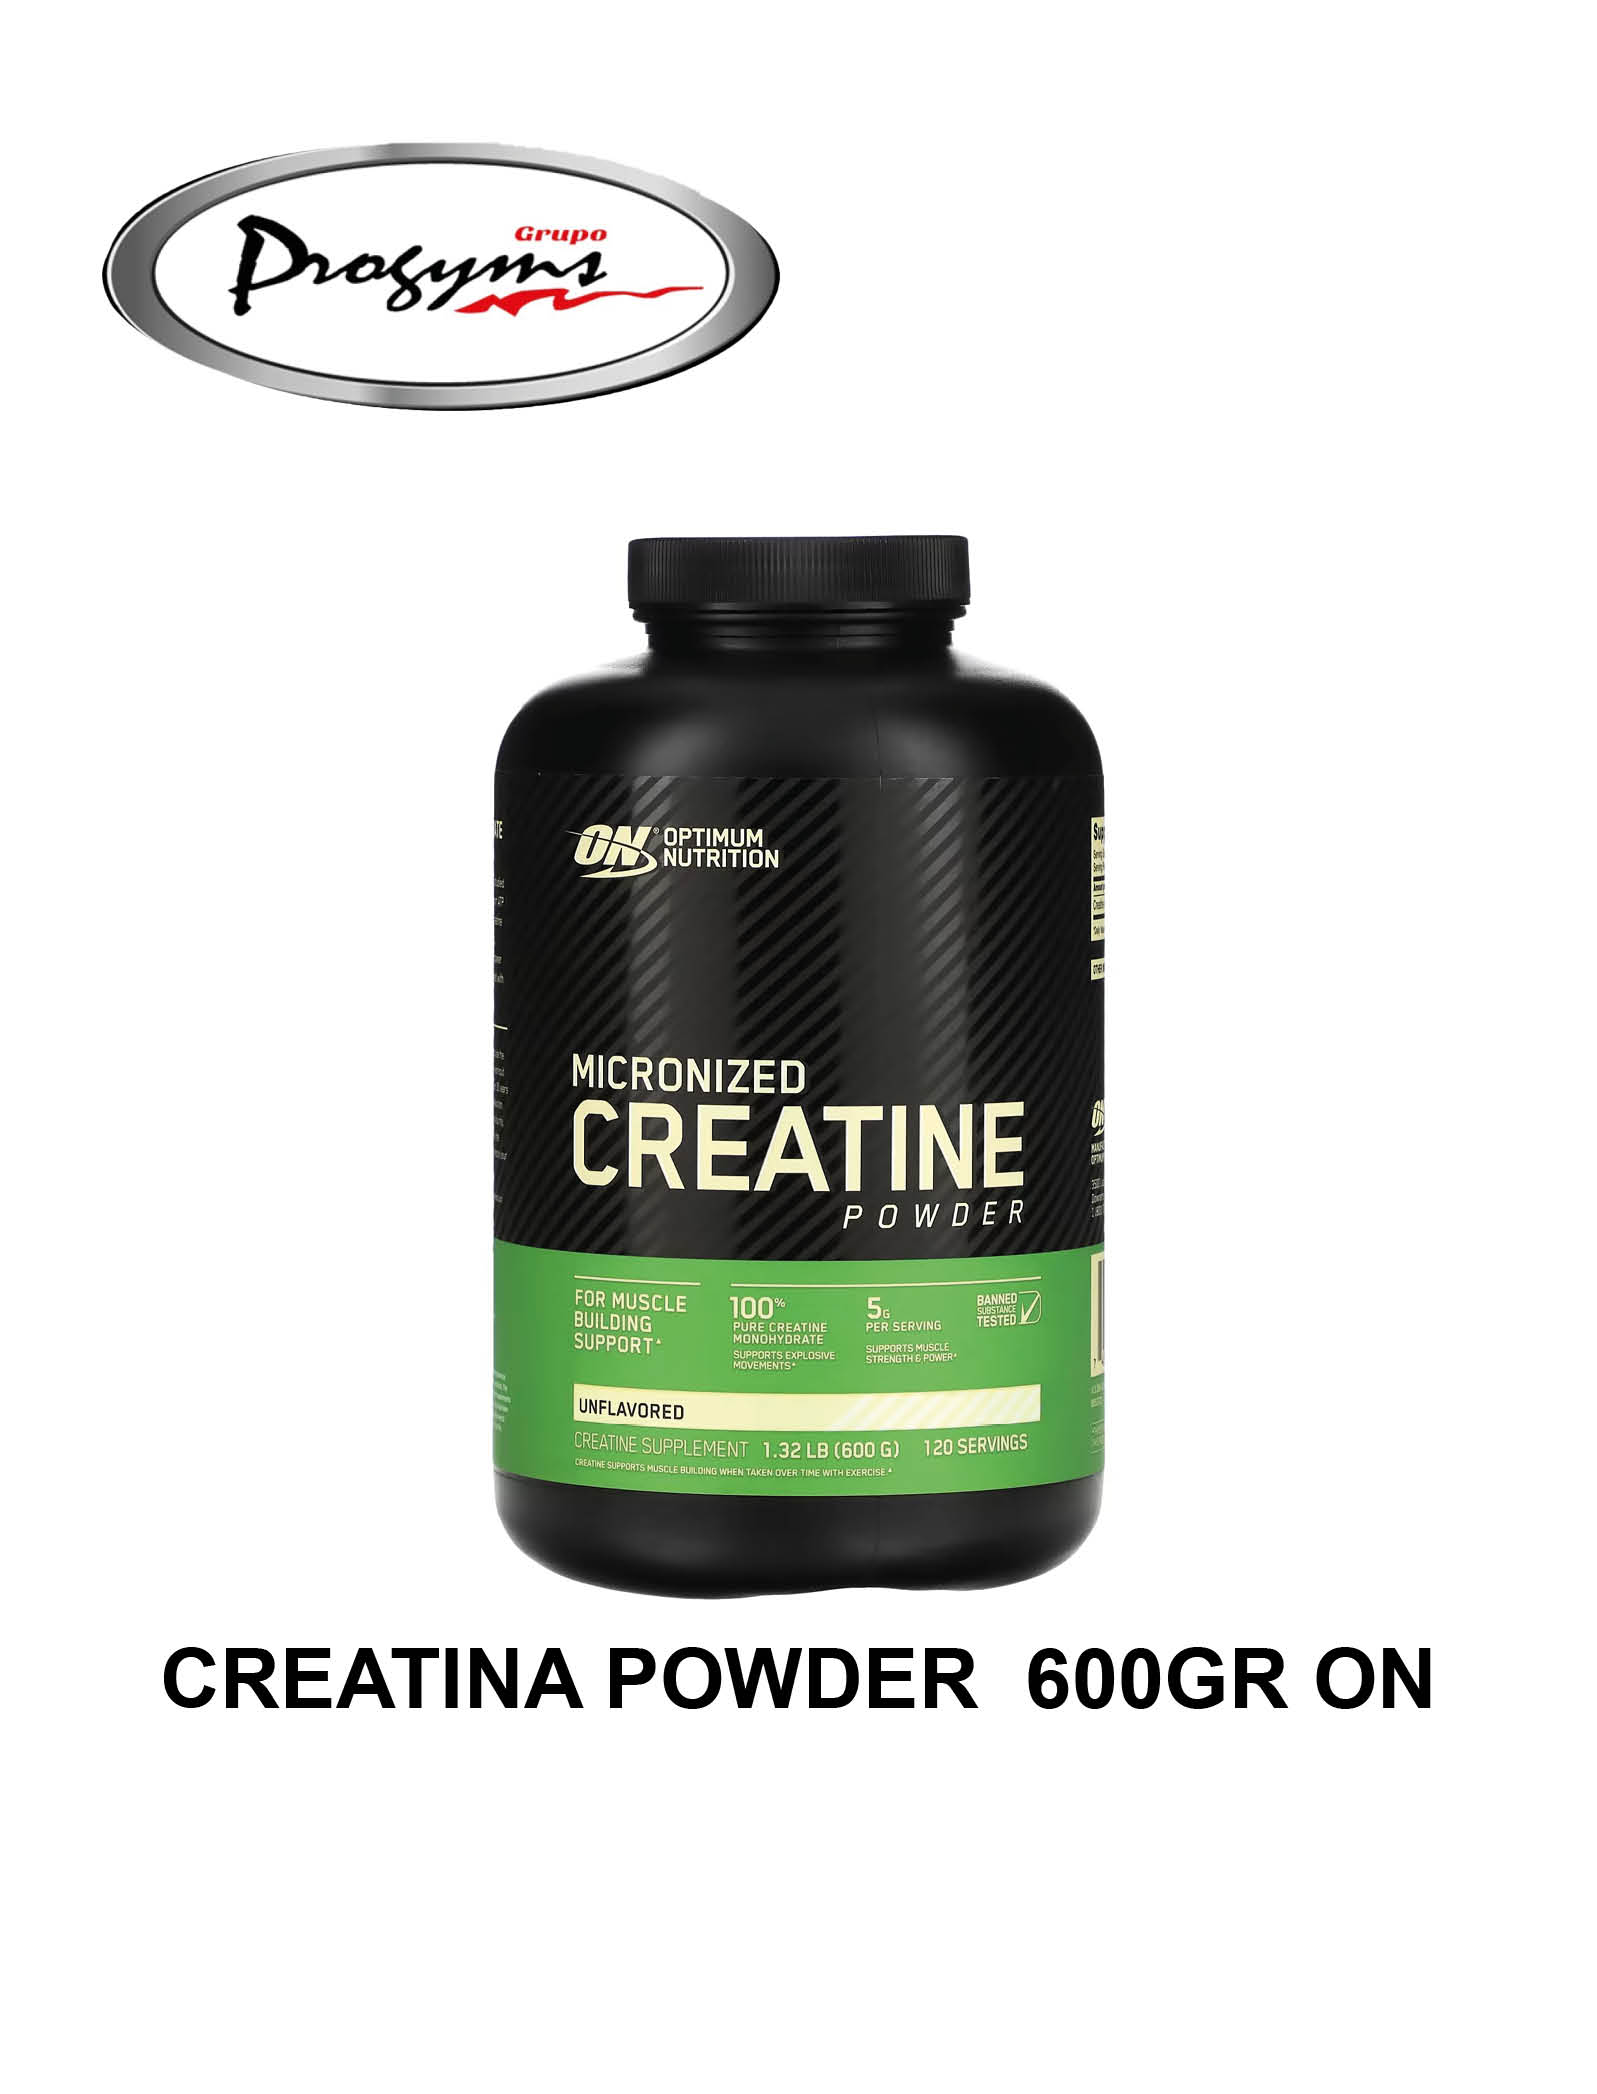 Grupo
Progyms
ON® OPTIMUM
NUTRITION
MICRONIZED
CREATINE
POWDER
FOR MUSCLE
BUILDING
SUPPORT▲
100%
PURE CREATINE
MONOHYDRATE
SUPPORTS EXPLOSIVE
MOVEMENTS▲
5G
PER SERVING
SUPPORTS MUSCLE
STRENGTH & POWER▲
BANNED
SUBSTANCE
TESTED
UNFLAVORED
CREATINE SUPPLEMENT 1.32 LB (600 G) 120 SERVINGS
CREATINE SUPPORTS MUSCLE BUILDING WHEN TAKEN OVER TIME WITH EXERCISE▲
CREATINA POWDER 600GR ON